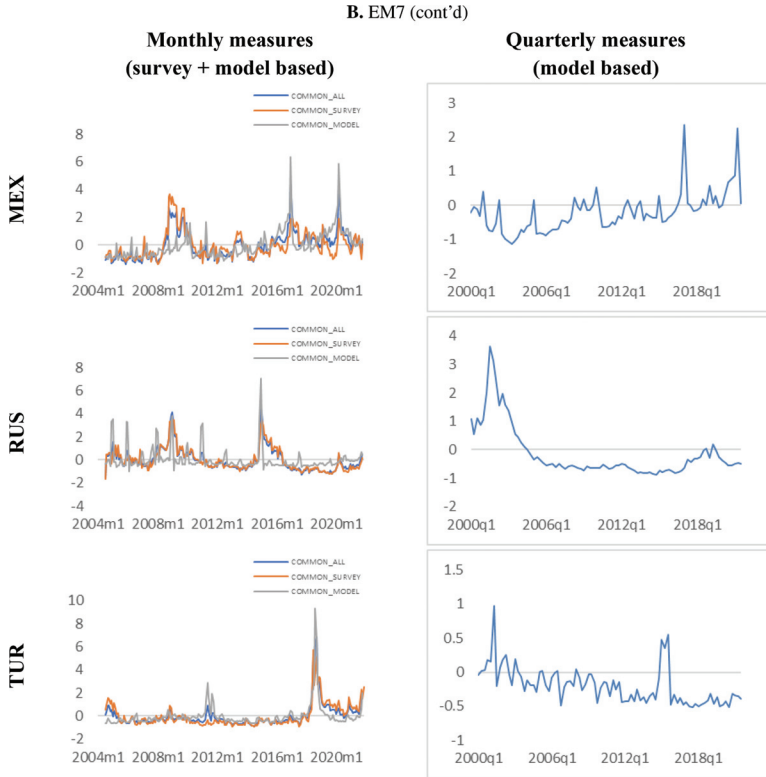 B. EM7 (cont’d)
Monthly measures
(survey + model based)
Quarterly measures
(model based)
MEX
COMMON_ALL
COMMON_SURVEY
COMMON_MODEL
8
6
4
2
0
-2
2004m1 2008m1 2012m1 2016m1 2020m1
3
2
1
0
-1
-2
2000q1 2006q1 2012q1 2018q1
RUS
COMMON_ALL
COMMON_SURVEY
COMMON_MODEL
8
6
4
2
0
-2
-4
2004m1 2008m1 2012m1 2016m1 2020m1
4
3
2
1
0
-1
-2
2000q1 2006q1 2012q1 2018q1
TUR
COMMON_ALL
COMMON_SURVEY
COMMON_MODEL
10
8
6
4
2
0
-2
2004m1 2008m1 2012m1 2016m1 2020m1
1.5
1
0.5
0
-0.5
-1
2000q1 2006q1 2012q1 2018q1